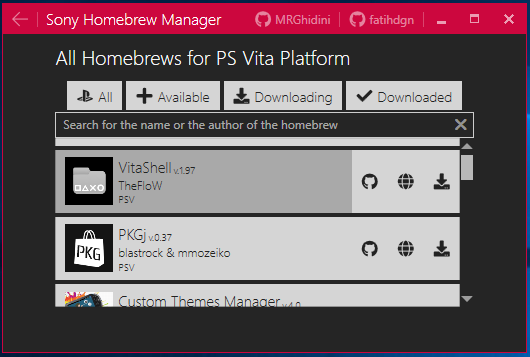 Sony Homebrew Manager
MRGhidini
fatihdgn
All Homebrews for PS Vita Platform
All
Available
Downloading
Downloaded
Search for the name or the author of the homebrew
VitaShell v.1.97
TheFloW
PSV
PKG
PKGj v.0.37
blastrock & mmozeiko
PSV
Custom Themes Manager v.4.0